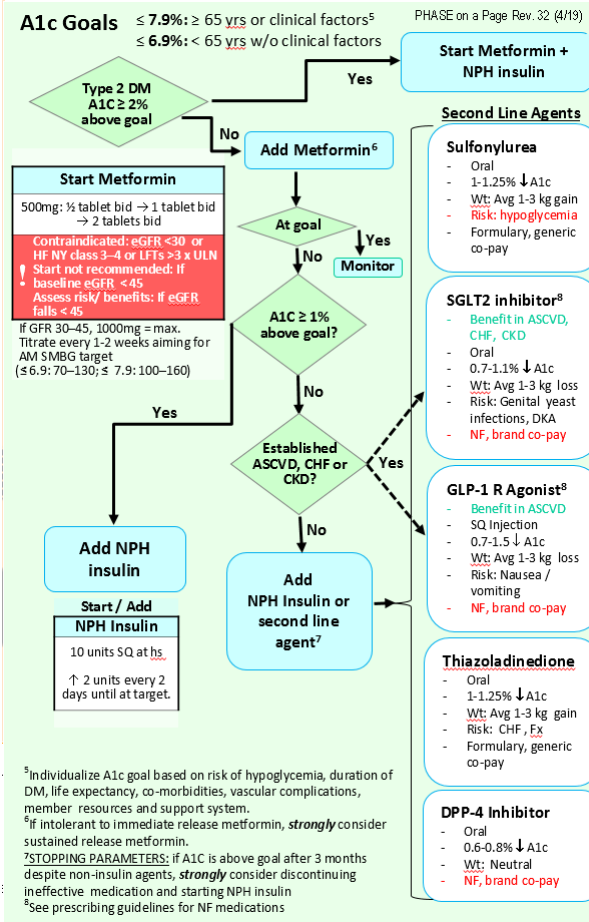 A1c Goals
≤ 7.9%: ≥ 65 yrs or clinical factors⁵
≤ 6.9%: < 65 yrs w/o clinical factors
PHASE on a Page Rev. 32 (4/19)
Type 2 DM
A1C ≥ 2%
above goal
Yes
Start Metformin +
NPH insulin
No
Add Metformin⁶
Start Metformin
500mg: ½ tablet bid → 1 tablet bid
→ 2 tablets bid
Contraindicated: eGFR <30 or
HF NY class 3–4 or LFTs >3 x ULN
! Start not recommended: If
baseline eGFR < 45
Assess risk/ benefits: If eGFR
falls < 45
If GFR 30–45, 1000mg = max.
Titrate every 1-2 weeks aiming for
AM SMBG target
(≤ 6.9: 70–130; ≤ 7.9: 100–160)
At goal
Yes
Monitor
No
A1C ≥ 1%
above goal?
Yes
No
Established
ASCVD, CHF or
CKD?
Yes
No
Add NPH
insulin
Start / Add
NPH Insulin
10 units SQ at hs
↑ 2 units every 2
days until at target.
Add
NPH Insulin or
second line
agent⁷
Second Line Agents
Sulfonylurea
- Oral
- 1-1.25% ↓A1c
- Wt: Avg 1-3 kg gain
- Risk: hypoglycemia
- Formulary, generic
co-pay
SGLT2 inhibitor⁸
- Benefit in ASCVD,
CHF, CKD
- Oral
- 0.7-1.1% ↓A1c
- Wt: Avg 1-3 kg loss
- Risk: Genital yeast
infections, DKA
- NF, brand co-pay
GLP-1 R Agonist⁸
- Benefit in ASCVD
- SQ Injection
- 0.7-1.5 ↓ A1c
- Wt: Avg 1-3 kg loss
- Risk: Nausea /
vomiting
- NF, brand co-pay
Thiazoladinedione
- Oral
- 1-1.25% ↓A1c
- Wt: Avg 1-3 kg gain
- Risk: CHF , Fx
- Formulary, generic
co-pay
DPP-4 Inhibitor
- Oral
- 0.6-0.8% ↓A1c
- Wt: Neutral
- NF, brand co-pay
⁵Individualize A1c goal based on risk of hypoglycemia, duration of
DM, life expectancy, co-morbidities, vascular complications,
member resources and support system.
⁶If intolerant to immediate release metformin, strongly consider
sustained release metformin.
⁷STOPPING PARAMETERS: if A1C is above goal after 3 months
despite non-insulin agents, strongly consider discontinuing
ineffective medication and starting NPH insulin
⁸See prescribing guidelines for NF medications